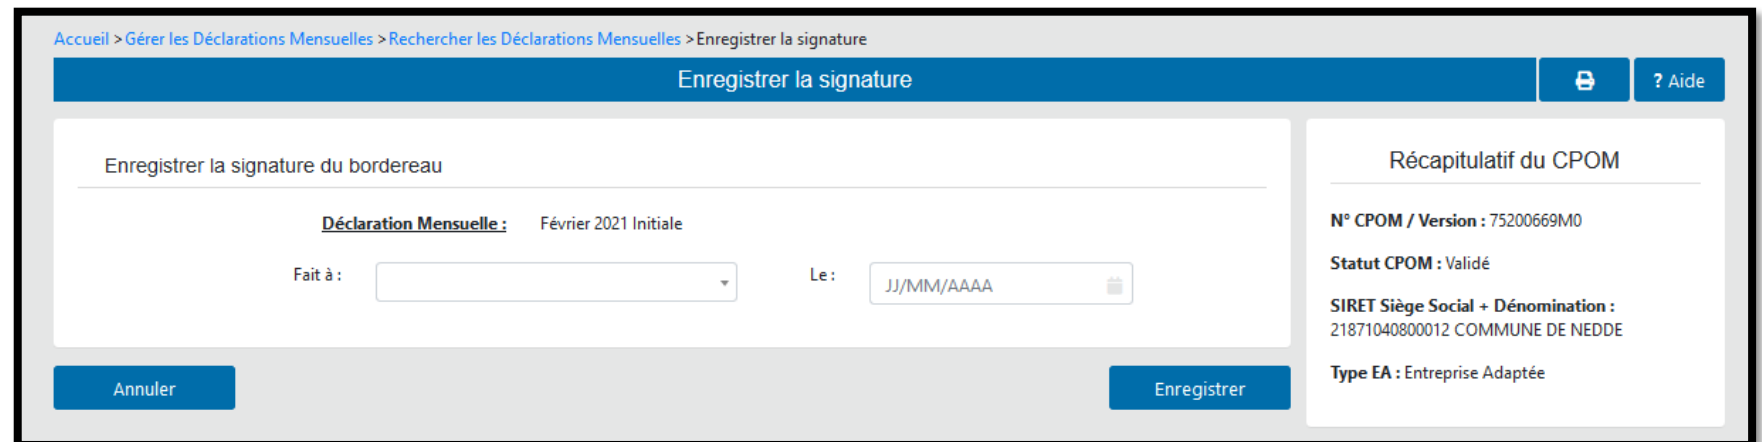 Accueil > Gérer les Déclarations Mensuelles > Rechercher les Déclarations Mensuelles > Enregistrer la signature
Enregistrer la signature
? Aide
Enregistrer la signature du bordereau
Déclaration Mensuelle : Février 2021 Initiale
Fait à : Le : JJ/MM/AAAA
Annuler
Enregistrer
Récapitulatif du CPOM
N° CPOM / Version : 75200669M0
Statut CPOM : Validé
SIRET Siège Social + Dénomination :
21871040800012 COMMUNE DE NEDDE
Type EA : Entreprise Adaptée